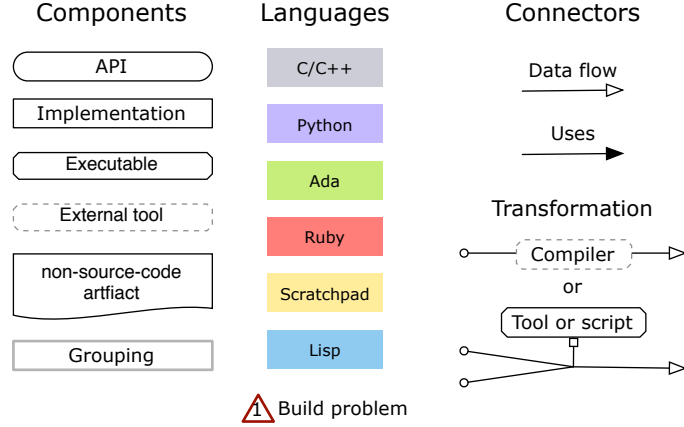 Components
Languages
Connectors
API
Implementation
Executable
External tool
non-source-code
artfiact
Grouping
C/C++
Python
Ada
Ruby
Scratchpad
Lisp
1 Build problem
Data flow
Uses
Transformation
Compiler
or
Tool or script